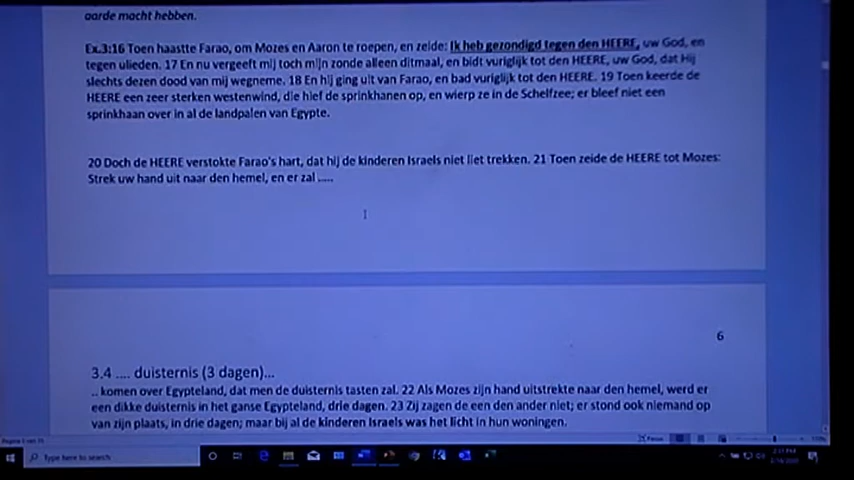 aarde macht hebben.
Ex.3:16 Toen haastte Farao, om Mozes en Aaron te roepen, en zeide: Ik heb gezondigd tegen den HEERE, uw God, en
tegen ulieden. 17 En nu vergeeft mij toch mijn zonde alleen ditmaal, en bidt vuriglijk tot den HEERE, uw God, dat Hij
slechts dezen dood van mij wegneme. 18 En hij ging uit van Farao, en bad vuriglijk tot den HEERE. 19 Toen keerde de
HEERE een zeer sterken westenwind, die hief de sprinkhanen op, en wierp ze in de Schelfzee; er bleef niet een
sprinkhaan over in al de landpalen van Egypte.
20 Doch de HEERE verstokte Farao's hart, dat hij de kinderen Israels niet liet trekken. 21 Toen zeide de HEERE tot Mozes:
Strek uw hand uit naar den hemel, en er zal .....
6
3.4 .... duisternis (3 dagen)...
.. komen over Egypteland, dat men de duisternis tasten zal. 22 Als Mozes zijn hand uitstrekte naar den hemel, werd er
een dikke duisternis in het ganse Egypteland, drie dagen. 23 Zij zagen de een den ander niet; er stond ook niemand op
van zijn plaats, in drie dagen; maar bij al de kinderen Israels was het licht in hun woningen.
Focus
Type here to search